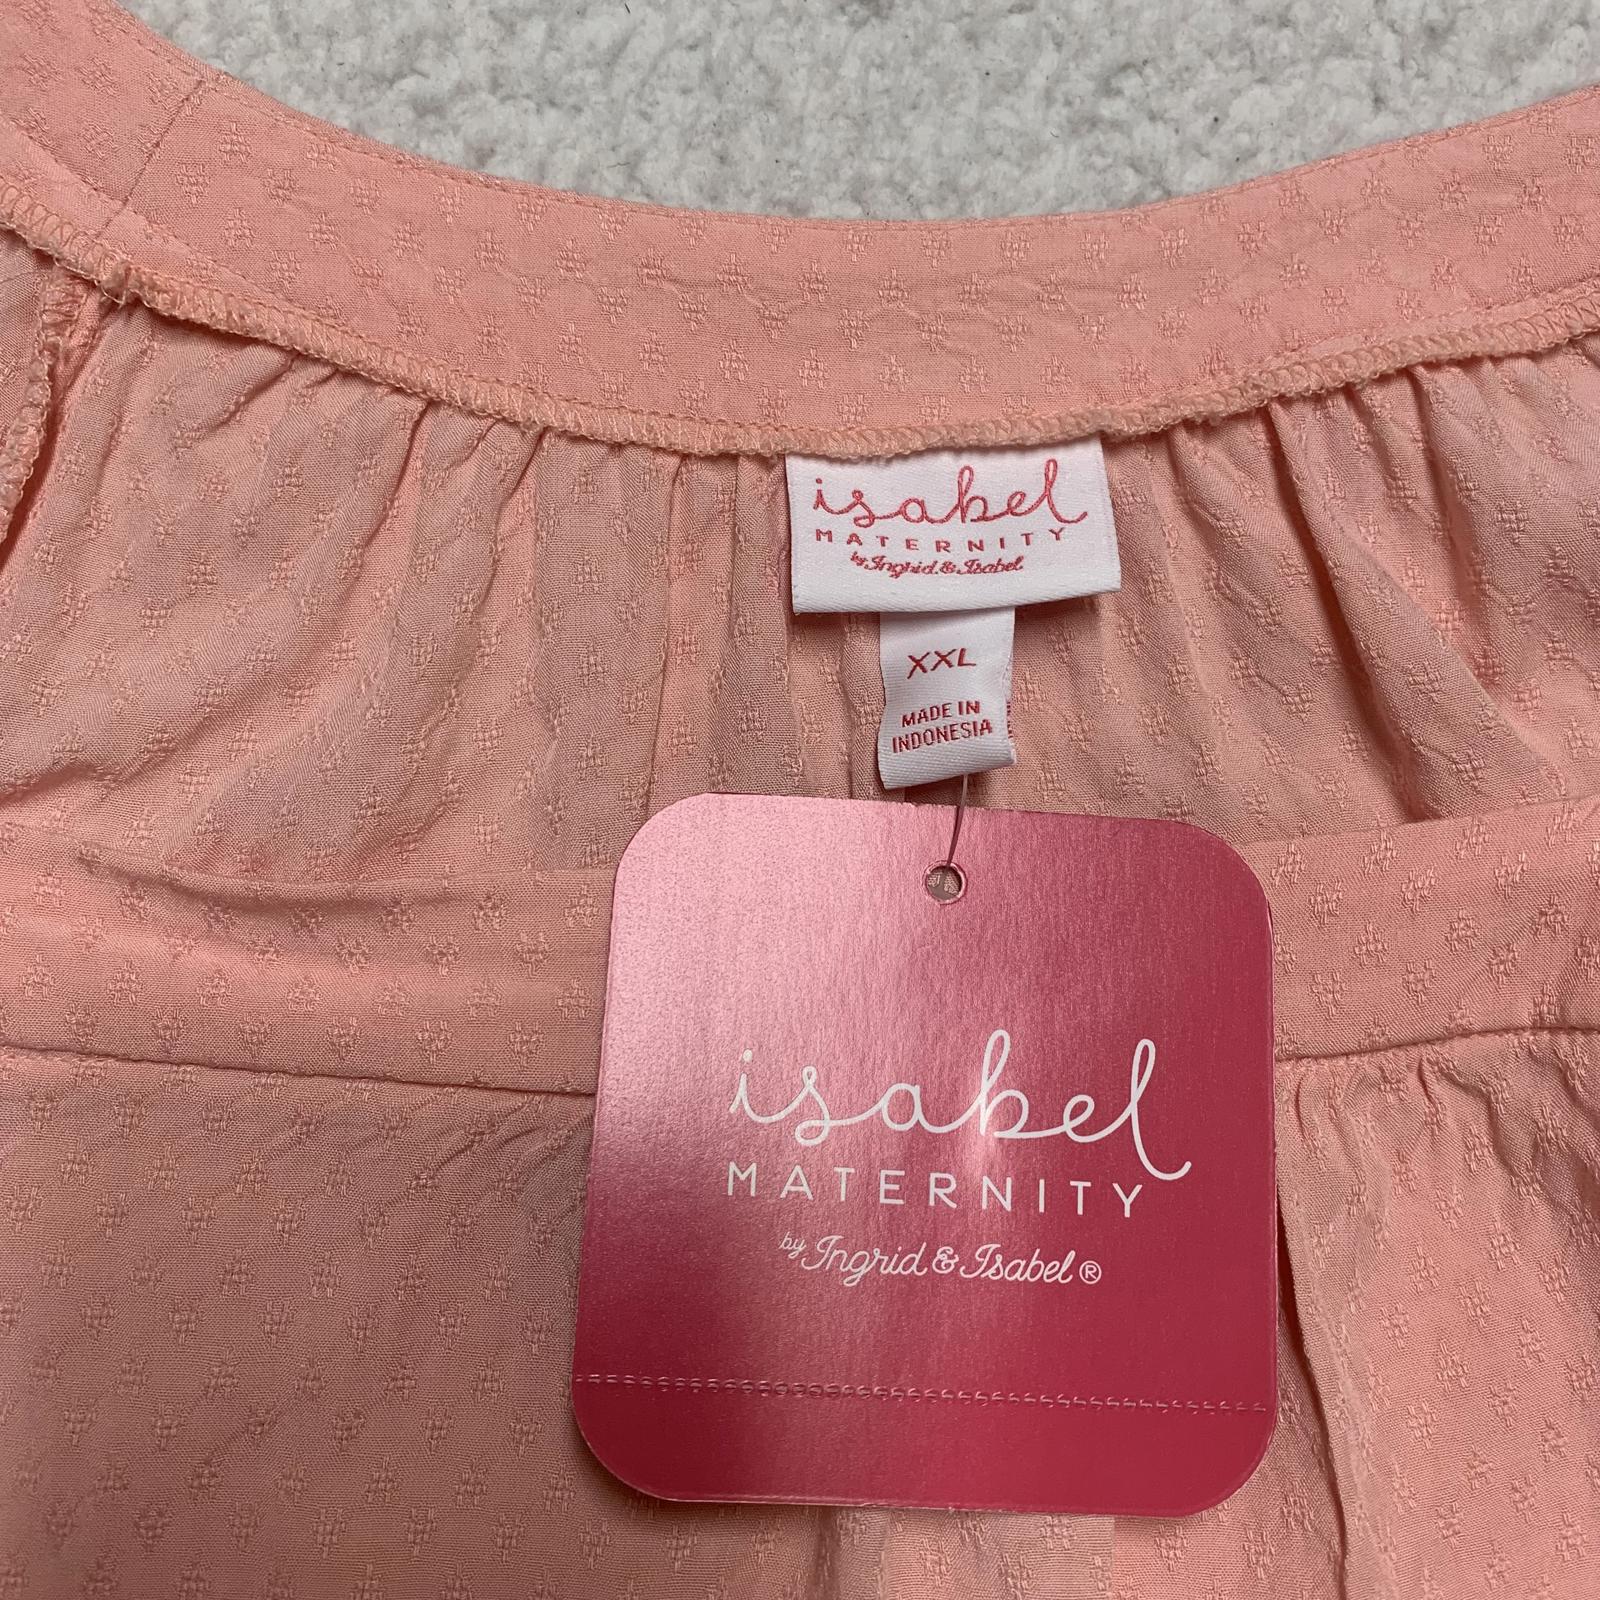 isabel
MATERNITY
by Ingrid & Isabel
XXL
MADE IN
INDONESIA
isabel
MATERNITY
by Ingrid & Isabel®